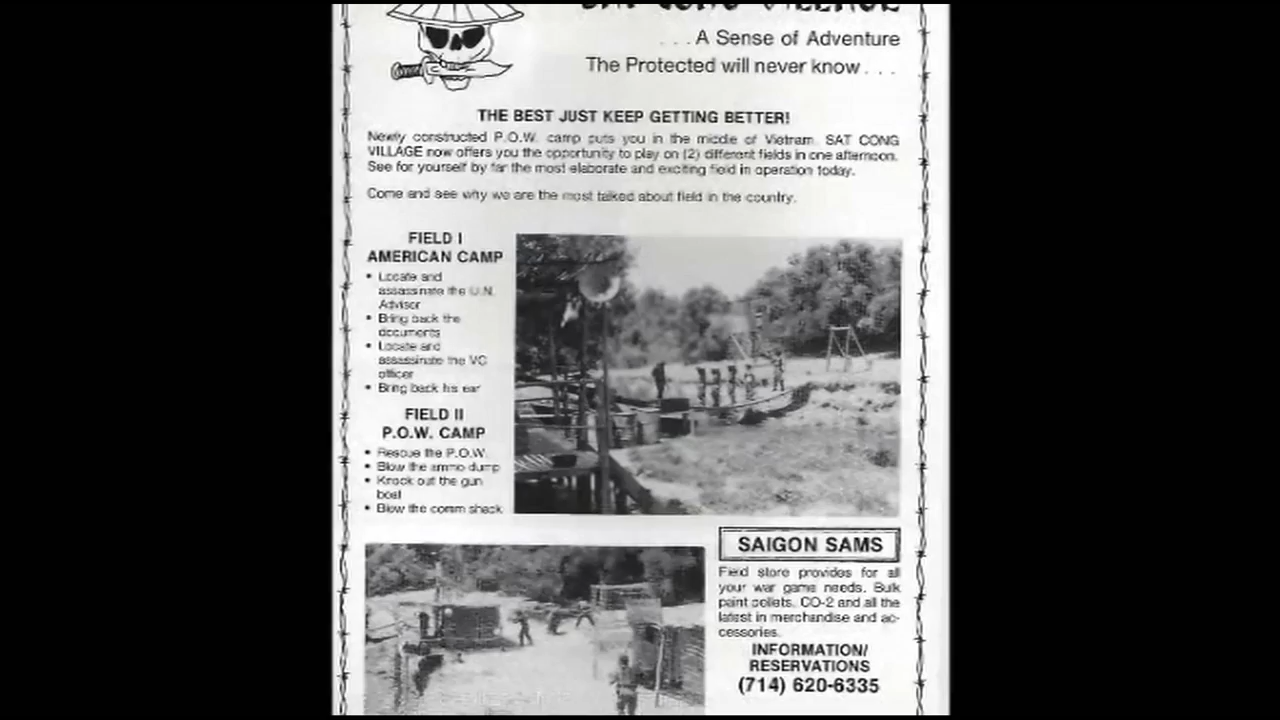 SAT CONG VILLAGE
. . . A Sense of Adventure
The Protected will never know . . .
THE BEST JUST KEEP GETTING BETTER!
Newly constructed P.O.W. camp puts you in the middle of Vietnam. SAT CONG
VILLAGE now offers you the opportunity to play on (2) different fields in one afternoon.
See for yourself by far the most elaborate and exciting field in operation today.
Come and see why we are the most talked about field in the country.
FIELD I
AMERICAN CAMP
• Locate and
assassinate the U.N.
Advisor
• Bring back the
documents
• Locate and
assassinate the VC
officer
• Bring back his ear
FIELD II
P.O.W. CAMP
• Rescue the P.O.W.
• Blow the ammo dump
• Knock out the gun
boat
• Blow the comm shack
SAIGON SAMS
Field store provides for all
your war game needs. Bulk
paint pellets, CO-2 and all the
latest in merchandise and ac-
cessories.
INFORMATION/
RESERVATIONS
(714) 620-6335